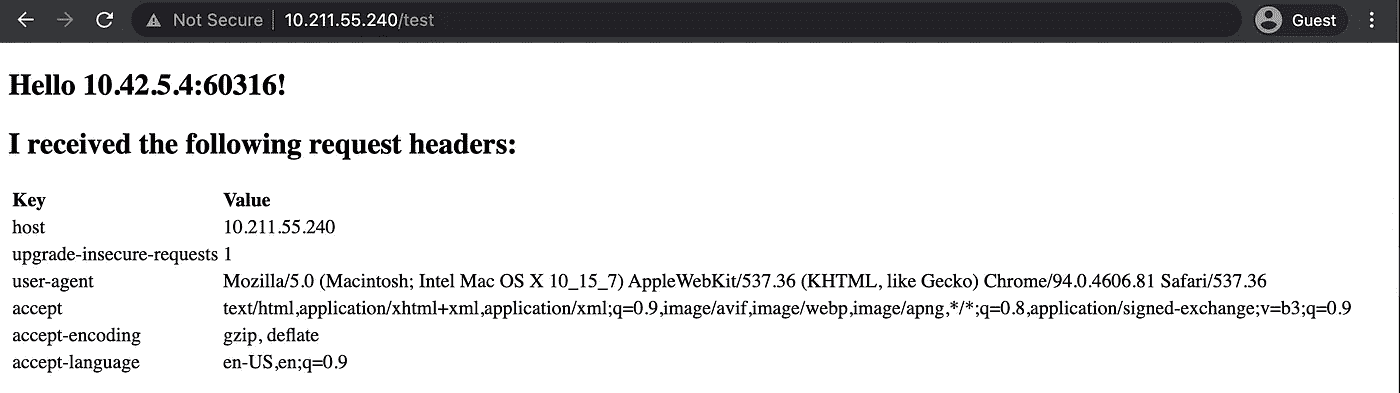 Not Secure 10.211.55.240/test Guest
Hello 10.42.5.4:60316!
I received the following request headers:
Key Value
host 10.211.55.240
upgrade-insecure-requests 1
user-agent Mozilla/5.0 (Macintosh; Intel Mac OS X 10_15_7) AppleWebKit/537.36 (KHTML, like Gecko) Chrome/94.0.4606.81 Safari/537.36
accept text/html,application/xhtml+xml,application/xml;q=0.9,image/avif,image/webp,image/apng,*/*;q=0.8,application/signed-exchange;v=b3;q=0.9
accept-encoding gzip, deflate
accept-language en-US,en;q=0.9